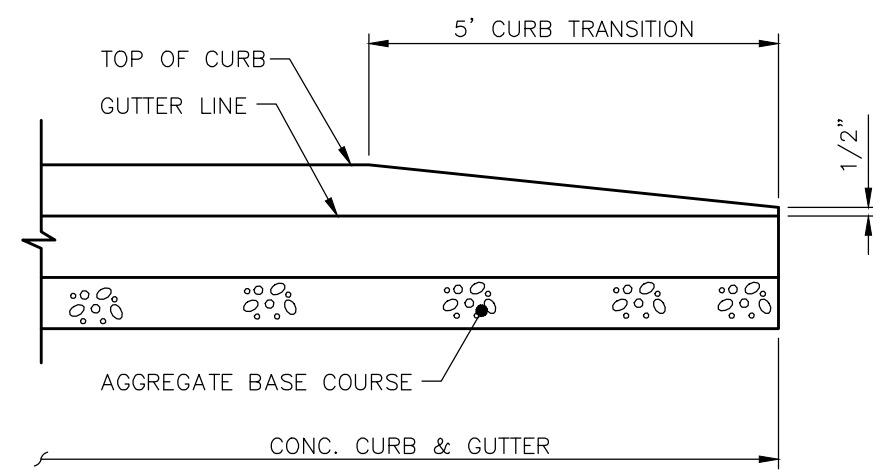 5' CURB TRANSITION
TOP OF CURB
GUTTER LINE
1/2"
AGGREGATE BASE COURSE
CONC. CURB & GUTTER